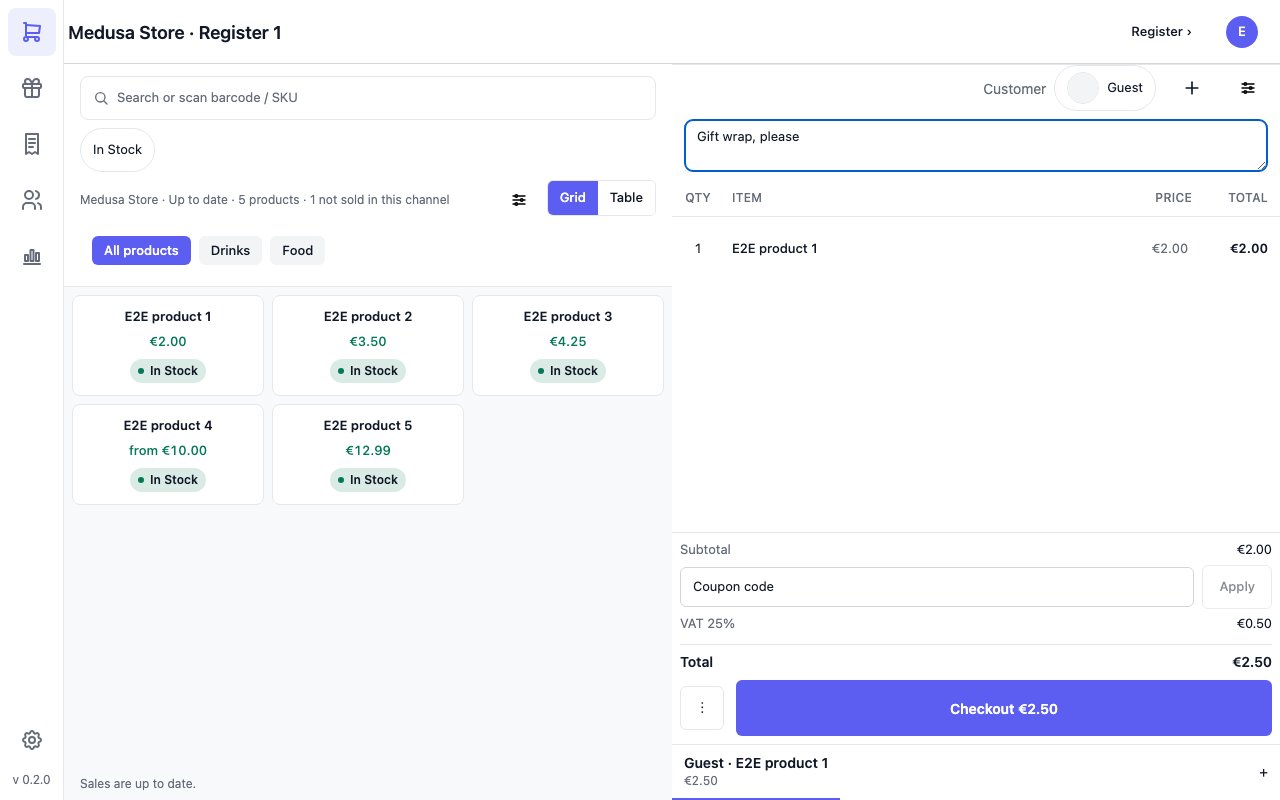 Medusa Store · Register 1
Register ›
E
Search or scan barcode / SKU
In Stock
Medusa Store · Up to date · 5 products · 1 not sold in this channel
Grid
Table
All products
Drinks
Food
E2E product 1
€2.00
In Stock
E2E product 2
€3.50
In Stock
E2E product 3
€4.25
In Stock
E2E product 4
from €10.00
In Stock
E2E product 5
€12.99
In Stock
Sales are up to date.
v 0.2.0
Customer
Guest
+
Gift wrap, please
QTY ITEM PRICE TOTAL
1 E2E product 1 €2.00 €2.00
Subtotal €2.00
Coupon code
Apply
VAT 25% €0.50
Total €2.50
Checkout €2.50
Guest · E2E product 1
€2.50
+